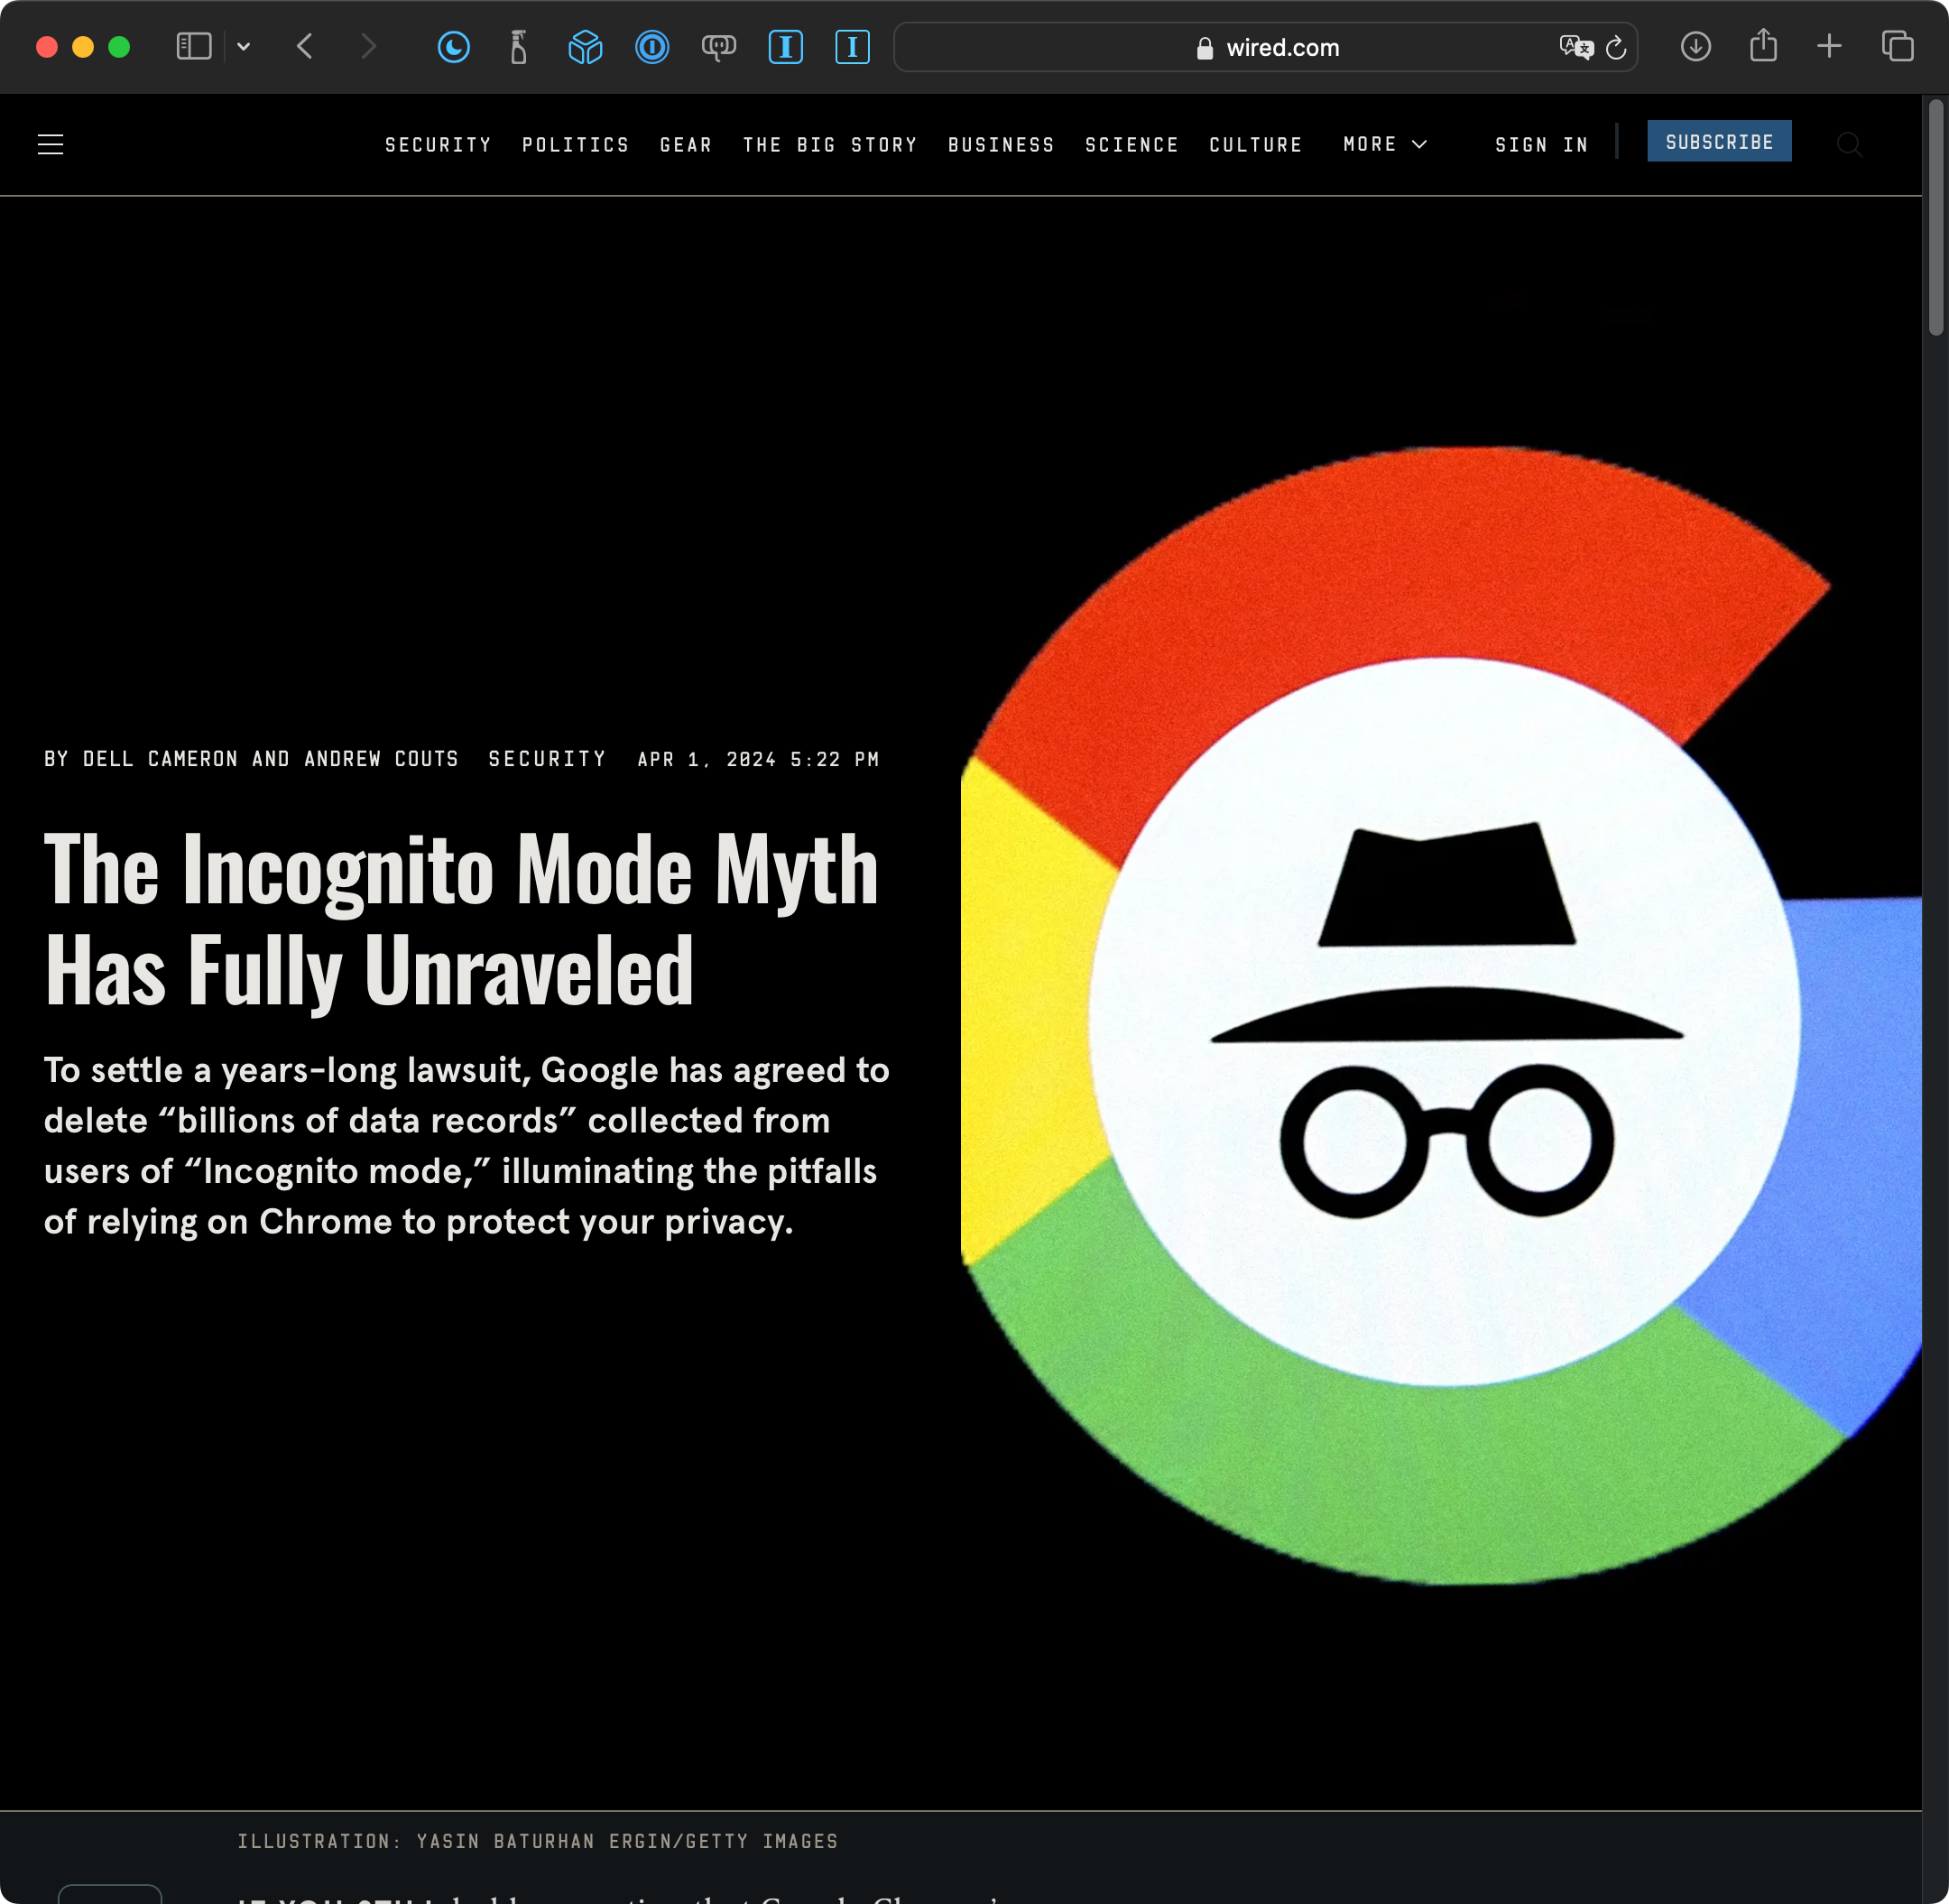 wired.com
SECURITY POLITICS GEAR THE BIG STORY BUSINESS SCIENCE CULTURE MORE SIGN IN SUBSCRIBE
BY DELL CAMERON AND ANDREW COUTS SECURITY APR 1, 2024 5:22 PM
The Incognito Mode Myth
Has Fully Unraveled
To settle a years-long lawsuit, Google has agreed to
delete “billions of data records” collected from
users of “Incognito mode,” illuminating the pitfalls
of relying on Chrome to protect your privacy.
ILLUSTRATION: YASIN BATURHAN ERGIN/GETTY IMAGES